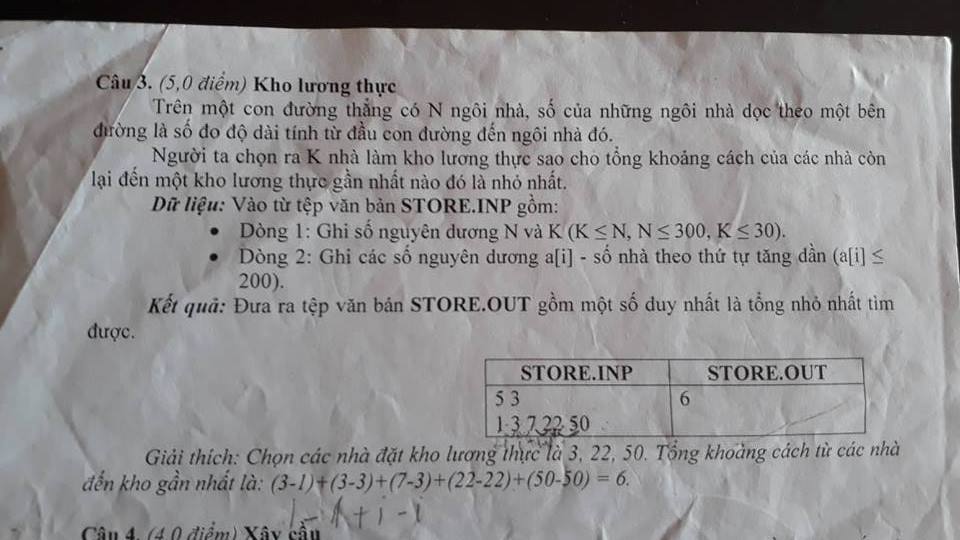 Câu 3. (5,0 điểm) Kho lương thực
Trên một con đường thẳng có N ngôi nhà, số của những ngôi nhà dọc theo một bên
đường là số đo độ dài tính từ đầu con đường đến ngôi nhà đó.
Người ta chọn ra K nhà làm kho lương thực sao cho tổng khoảng cách của các nhà còn
lại đến một kho lương thực gần nhất nào đó là nhỏ nhất.
Dữ liệu: Vào từ tệp văn bản STORE.INP gồm:
• Dòng 1: Ghi số nguyên dương N và K (K ≤ N, N ≤ 300, K ≤ 30).
• Dòng 2: Ghi các số nguyên dương a[i] - số nhà theo thứ tự tăng dần (a[i] ≤
200).
Kết quả: Đưa ra tệp văn bản STORE.OUT gồm một số duy nhất là tổng nhỏ nhất tìm
được.
STORE.INP STORE.OUT
5 3 6
1 3 7 22 50
Giải thích: Chọn các nhà đặt kho lương thực là 3, 22, 50. Tổng khoảng cách từ các nhà
đến kho gần nhất là: (3-1)+(3-3)+(7-3)+(22-22)+(50-50) = 6.
Câu 4. (4,0 điểm) Xây cầu